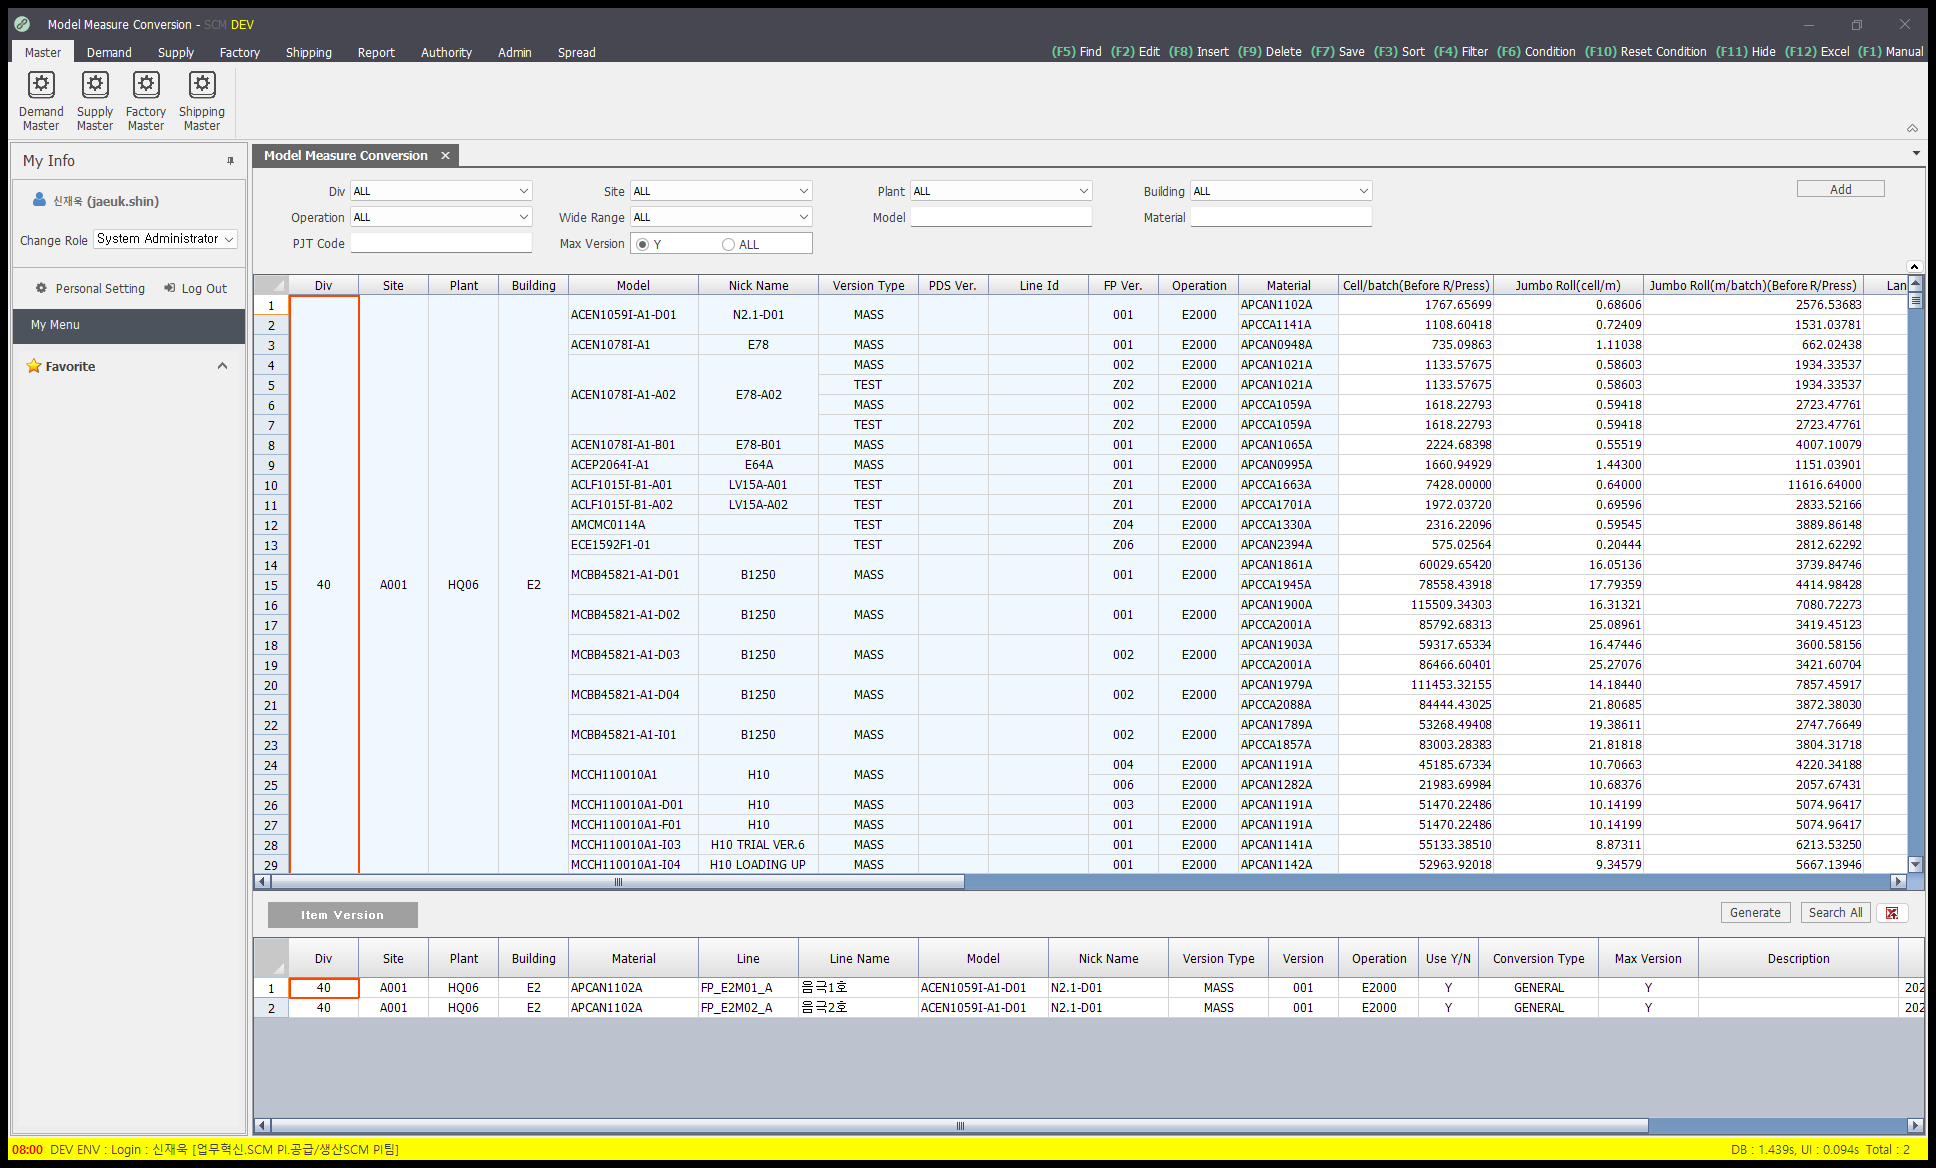 Model Measure Conversion - SCM DEV
Master Demand Supply Factory Shipping Report Authority Admin Spread
(F5) Find (F2) Edit (F8) Insert (F9) Delete (F7) Save (F3) Sort (F4) Filter (F6) Condition (F10) Reset Condition (F11) Hide (F12) Excel (F1) Manual
Demand Master
Supply Master
Factory Master
Shipping Master
My Info
신재욱 (jaeuk.shin)
Change Role System Administrator
Personal Setting Log Out
My Menu
Favorite
Model Measure Conversion
Div ALL Site ALL Plant ALL Building ALL Add
Operation ALL Wide Range ALL Model Material
PJT Code Max Version Y ALL
Div Site Plant Building Model Nick Name Version Type PDS Ver. Line Id FP Ver. Operation Material Cell/batch(Before R/Press) Jumbo Roll(cell/m) Jumbo Roll(m/batch)(Before R/Press) Lan
40 A001 HQ06 E2
1 ACEN1059I-A1-D01 N2.1-D01 MASS 001 E2000 APCAN1102A 1767.65699 0.68606 2576.53683
2 APCCA1141A 1108.60418 0.72409 1531.03781
3 ACEN1078I-A1 E78 MASS 001 E2000 APCAN0948A 735.09863 1.11038 662.02438
4 ACEN1078I-A1-A02 E78-A02 MASS 002 E2000 APCAN1021A 1133.57675 0.58603 1934.33537
5 TEST Z02 E2000 APCAN1021A 1133.57675 0.58603 1934.33537
6 MASS 002 E2000 APCCA1059A 1618.22793 0.59418 2723.47761
7 TEST Z02 E2000 APCCA1059A 1618.22793 0.59418 2723.47761
8 ACEN1078I-A1-B01 E78-B01 MASS 001 E2000 APCAN1065A 2224.68398 0.55519 4007.10079
9 ACEP2064I-A1 E64A MASS 001 E2000 APCAN0995A 1660.94929 1.44300 1151.03901
10 ACLF1015I-B1-A01 LV15A-A01 TEST Z01 E2000 APCCA1663A 7428.00000 0.64000 11616.64000
11 ACLF1015I-B1-A02 LV15A-A02 TEST Z01 E2000 APCCA1701A 1972.03720 0.69596 2833.52166
12 AMCMC0114A TEST Z04 E2000 APCCA1330A 2316.22096 0.59545 3889.86148
13 ECE1592F1-01 TEST Z06 E2000 APCAN2394A 575.02564 0.20444 2812.62292
14 MCBB45821-A1-D01 B1250 MASS 001 E2000 APCAN1861A 60029.65420 16.05136 3739.84746
15 APCCA1945A 78558.43918 17.79359 4414.98428
16 MCBB45821-A1-D02 B1250 MASS 001 E2000 APCAN1900A 115509.34303 16.31321 7080.72273
17 APCCA2001A 85792.68313 25.08961 3419.45123
18 MCBB45821-A1-D03 B1250 MASS 002 E2000 APCAN1903A 59317.65334 16.47446 3600.58156
19 APCCA2001A 86466.60401 25.27076 3421.60704
20 MCBB45821-A1-D04 B1250 MASS 002 E2000 APCAN1979A 111453.32155 14.18440 7857.45917
21 APCCA2088A 84444.43025 21.80685 3872.38030
22 MCBB45821-A1-I01 B1250 MASS 002 E2000 APCAN1789A 53268.49408 19.38611 2747.76649
23 APCCA1857A 83003.28383 21.81818 3804.31718
24 MCCH110010A1 H10 MASS 004 E2000 APCAN1191A 45185.67334 10.70663 4220.34188
25 006 E2000 APCAN1282A 21983.69984 10.68376 2057.67431
26 MCCH110010A1-D01 H10 MASS 003 E2000 APCAN1191A 51470.22486 10.14199 5074.96417
27 MCCH110010A1-F01 H10 MASS 001 E2000 APCAN1191A 51470.22486 10.14199 5074.96417
28 MCCH110010A1-I03 H10 TRIAL VER.6 MASS 001 E2000 APCAN1141A 55133.38510 8.87311 6213.53250
29 MCCH110010A1-I04 H10 LOADING UP MASS 001 E2000 APCAN1142A 52963.92018 9.34579 5667.13946
Item Version Generate Search All
Div Site Plant Building Material Line Line Name Model Nick Name Version Type Version Operation Use Y/N Conversion Type Max Version Description
1 40 A001 HQ06 E2 APCAN1102A FP_E2M01_A 음극1호 ACEN1059I-A1-D01 N2.1-D01 MASS 001 E2000 Y GENERAL Y 202
2 40 A001 HQ06 E2 APCAN1102A FP_E2M02_A 음극2호 ACEN1059I-A1-D01 N2.1-D01 MASS 001 E2000 Y GENERAL Y 202
08:00 DEV ENV : Login : 신재욱 [업무혁신.SCM PI.공급/생산SCM PI팀] DB : 1.439s, UI : 0.094s Total : 2